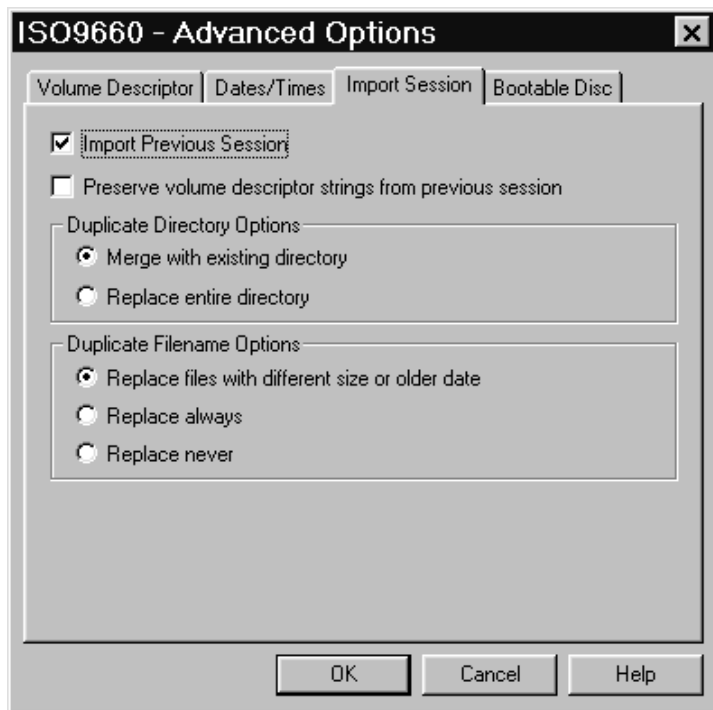 ISO9660 - Advanced Options
Volume Descriptor Dates/Times Import Session Bootable Disc
Import Previous Session
Preserve volume descriptor strings from previous session
Duplicate Directory Options
Merge with existing directory
Replace entire directory
Duplicate Filename Options
Replace files with different size or older date
Replace always
Replace never
OK Cancel Help